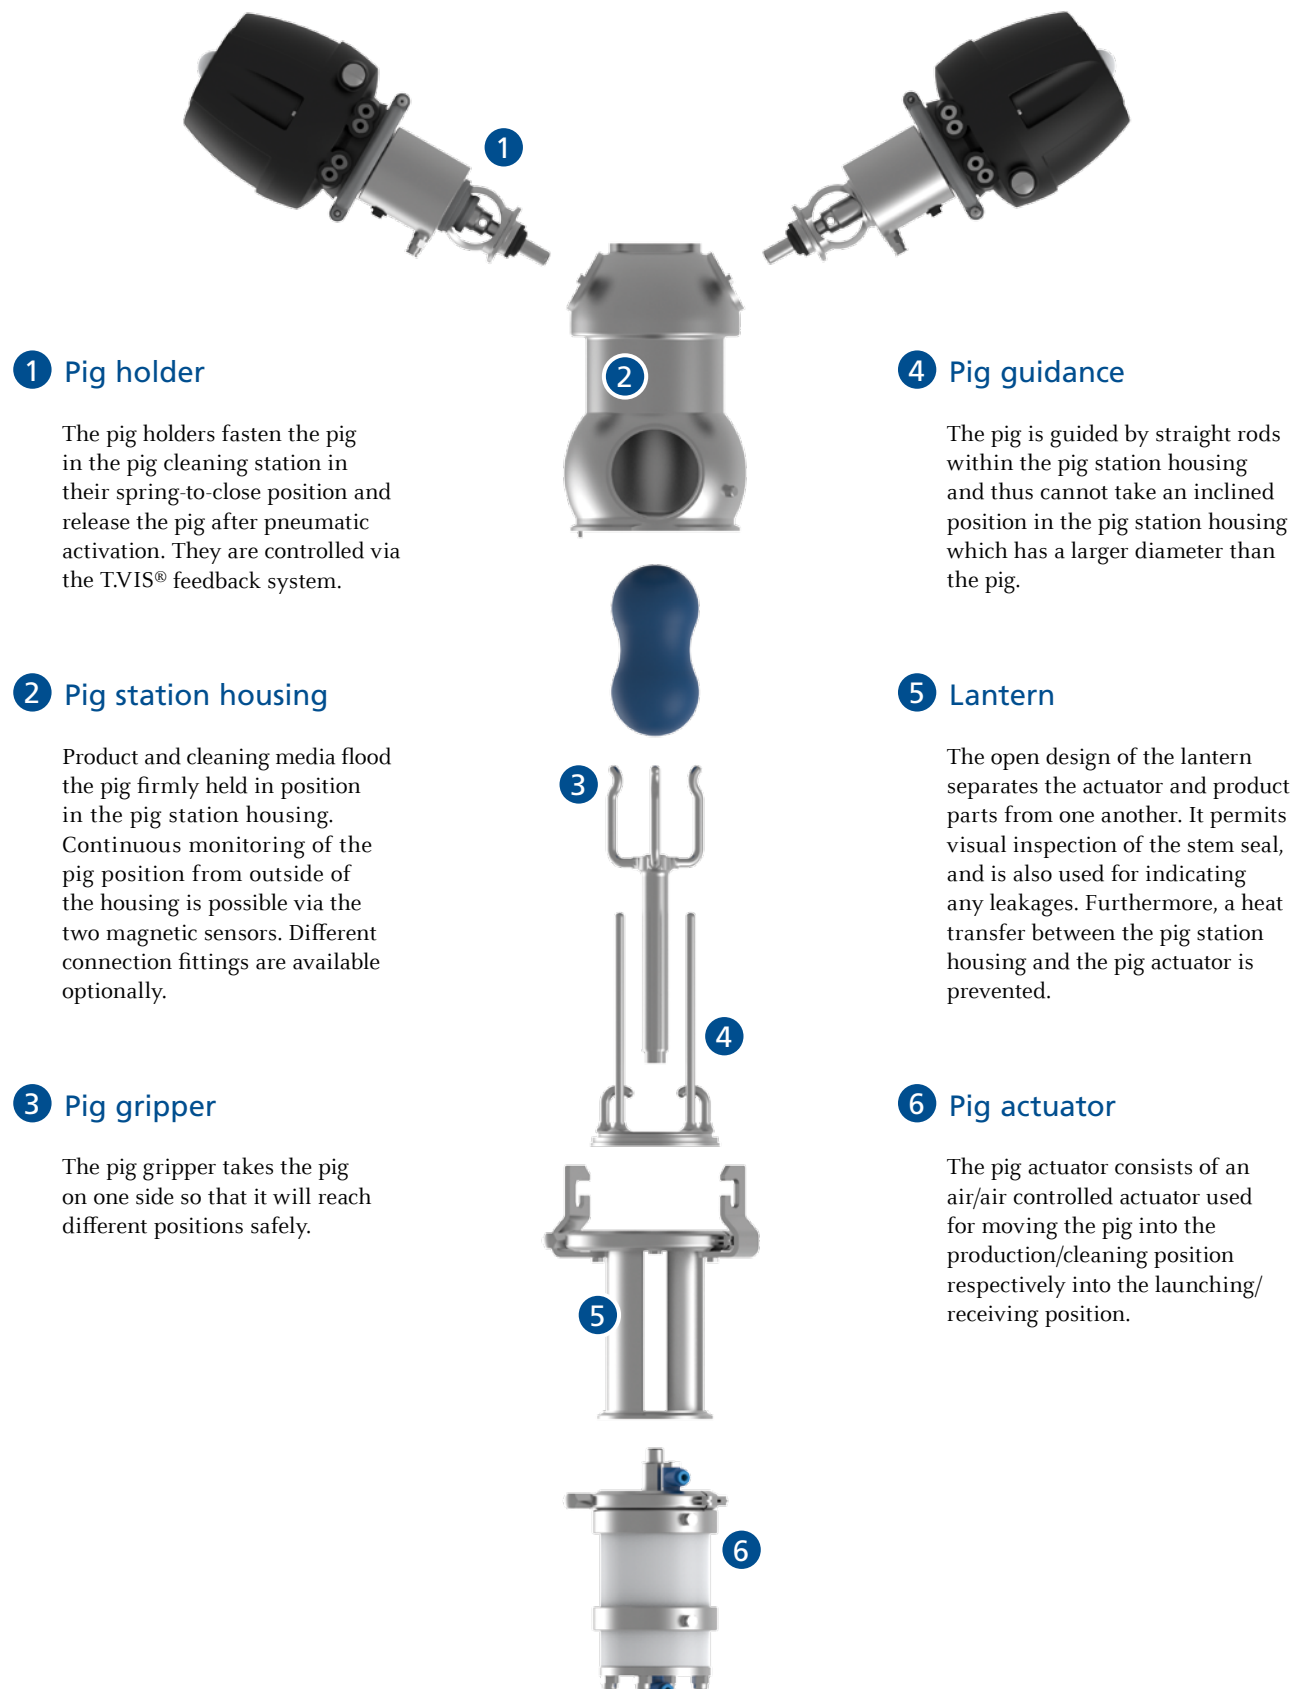 1
1 Pig holder
The pig holders fasten the pig
in the pig cleaning station in
their spring-to-close position and
release the pig after pneumatic
activation. They are controlled via
the T.VIS® feedback system.
2
2 Pig station housing
Product and cleaning media flood
the pig firmly held in position
in the pig station housing.
Continuous monitoring of the
pig position from outside of
the housing is possible via the
two magnetic sensors. Different
connection fittings are available
optionally.
3
3 Pig gripper
The pig gripper takes the pig
on one side so that it will reach
different positions safely.
4
5
6
4 Pig guidance
The pig is guided by straight rods
within the pig station housing
and thus cannot take an inclined
position in the pig station housing
which has a larger diameter than
the pig.
5 Lantern
The open design of the lantern
separates the actuator and product
parts from one another. It permits
visual inspection of the stem seal,
and is also used for indicating
any leakages. Furthermore, a heat
transfer between the pig station
housing and the pig actuator is
prevented.
6 Pig actuator
The pig actuator consists of an
air/air controlled actuator used
for moving the pig into the
production/cleaning position
respectively into the launching/
receiving position.